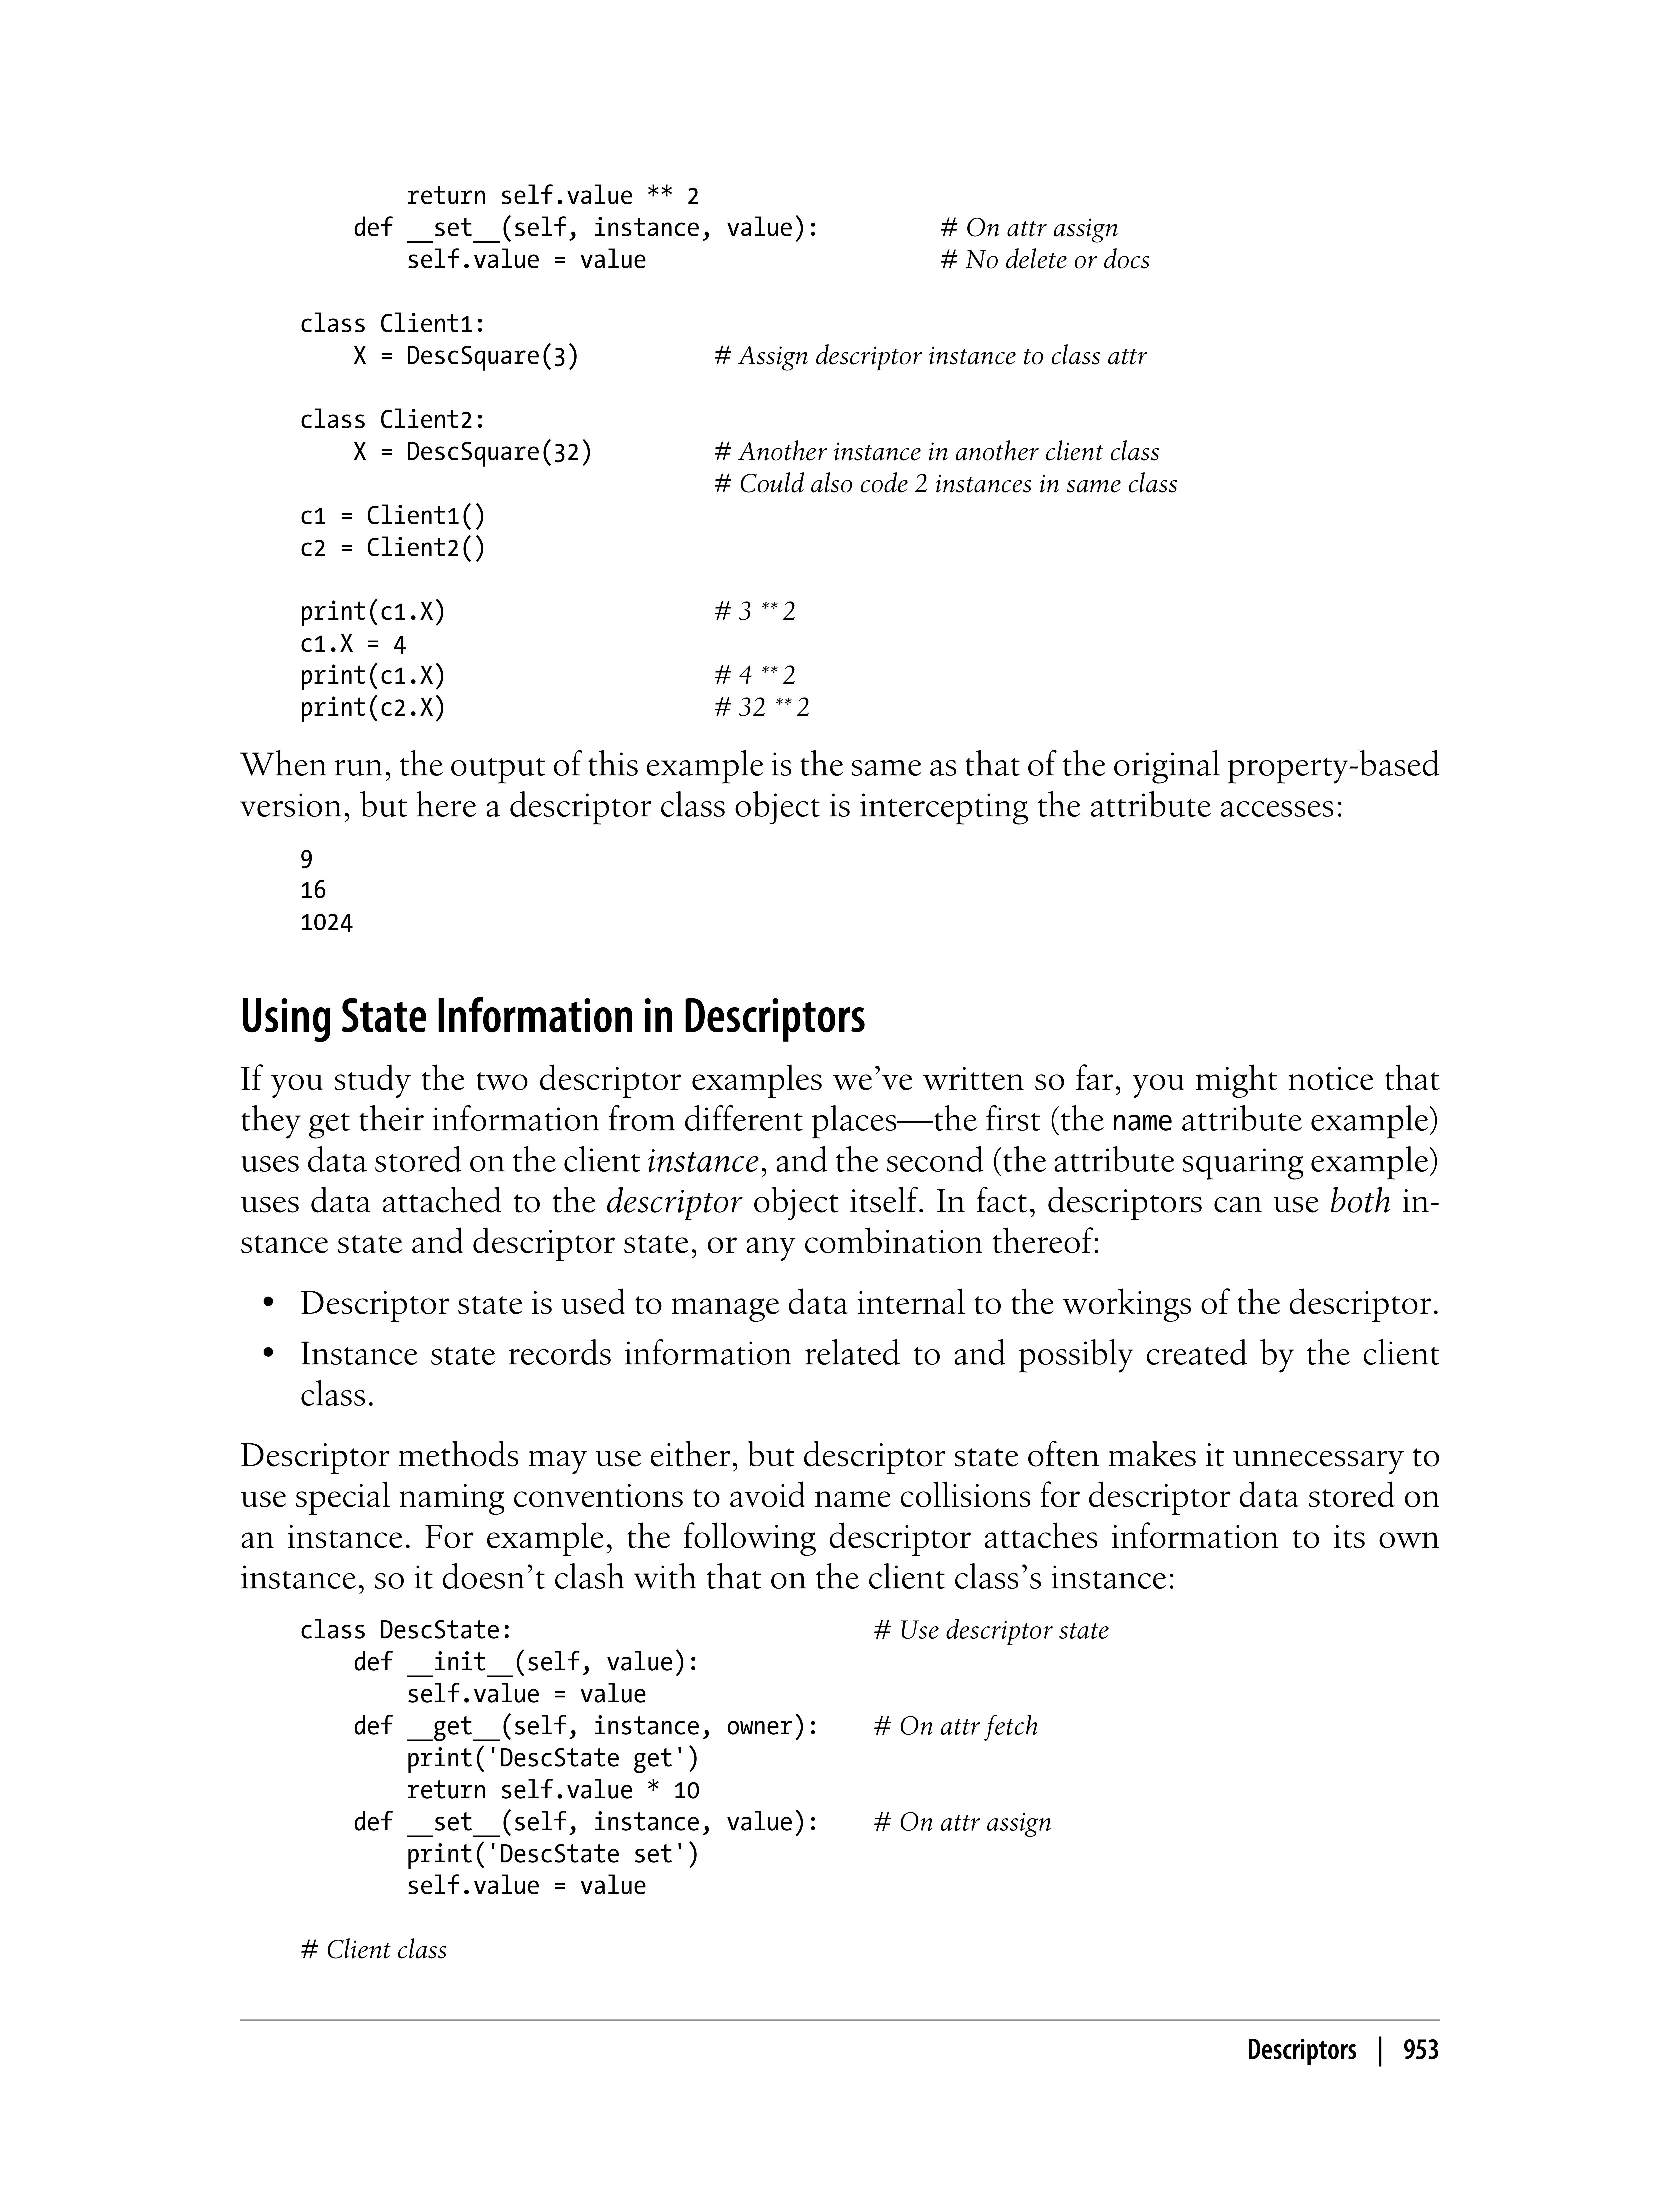 return self.value ** 2
    def __set__(self, instance, value):         # On attr assign
        self.value = value                      # No delete or docs

class Client1:
    X = DescSquare(3)          # Assign descriptor instance to class attr

class Client2:
    X = DescSquare(32)         # Another instance in another client class
                               # Could also code 2 instances in same class
c1 = Client1()
c2 = Client2()

print(c1.X)                    # 3 ** 2
c1.X = 4
print(c1.X)                    # 4 ** 2
print(c2.X)                    # 32 ** 2
When run, the output of this example is the same as that of the original property-based
version, but here a descriptor class object is intercepting the attribute accesses:
9
16
1024
Using State Information in Descriptors
If you study the two descriptor examples we’ve written so far, you might notice that
they get their information from different places—the first (the name attribute example)
uses data stored on the client instance, and the second (the attribute squaring example)
uses data attached to the descriptor object itself. In fact, descriptors can use both in-
stance state and descriptor state, or any combination thereof:
• Descriptor state is used to manage data internal to the workings of the descriptor.
• Instance state records information related to and possibly created by the client
class.
Descriptor methods may use either, but descriptor state often makes it unnecessary to
use special naming conventions to avoid name collisions for descriptor data stored on
an instance. For example, the following descriptor attaches information to its own
instance, so it doesn’t clash with that on the client class’s instance:
class DescState:                           # Use descriptor state
    def __init__(self, value):
        self.value = value
    def __get__(self, instance, owner):    # On attr fetch
        print('DescState get')
        return self.value * 10
    def __set__(self, instance, value):    # On attr assign
        print('DescState set')
        self.value = value

# Client class
Descriptors | 953